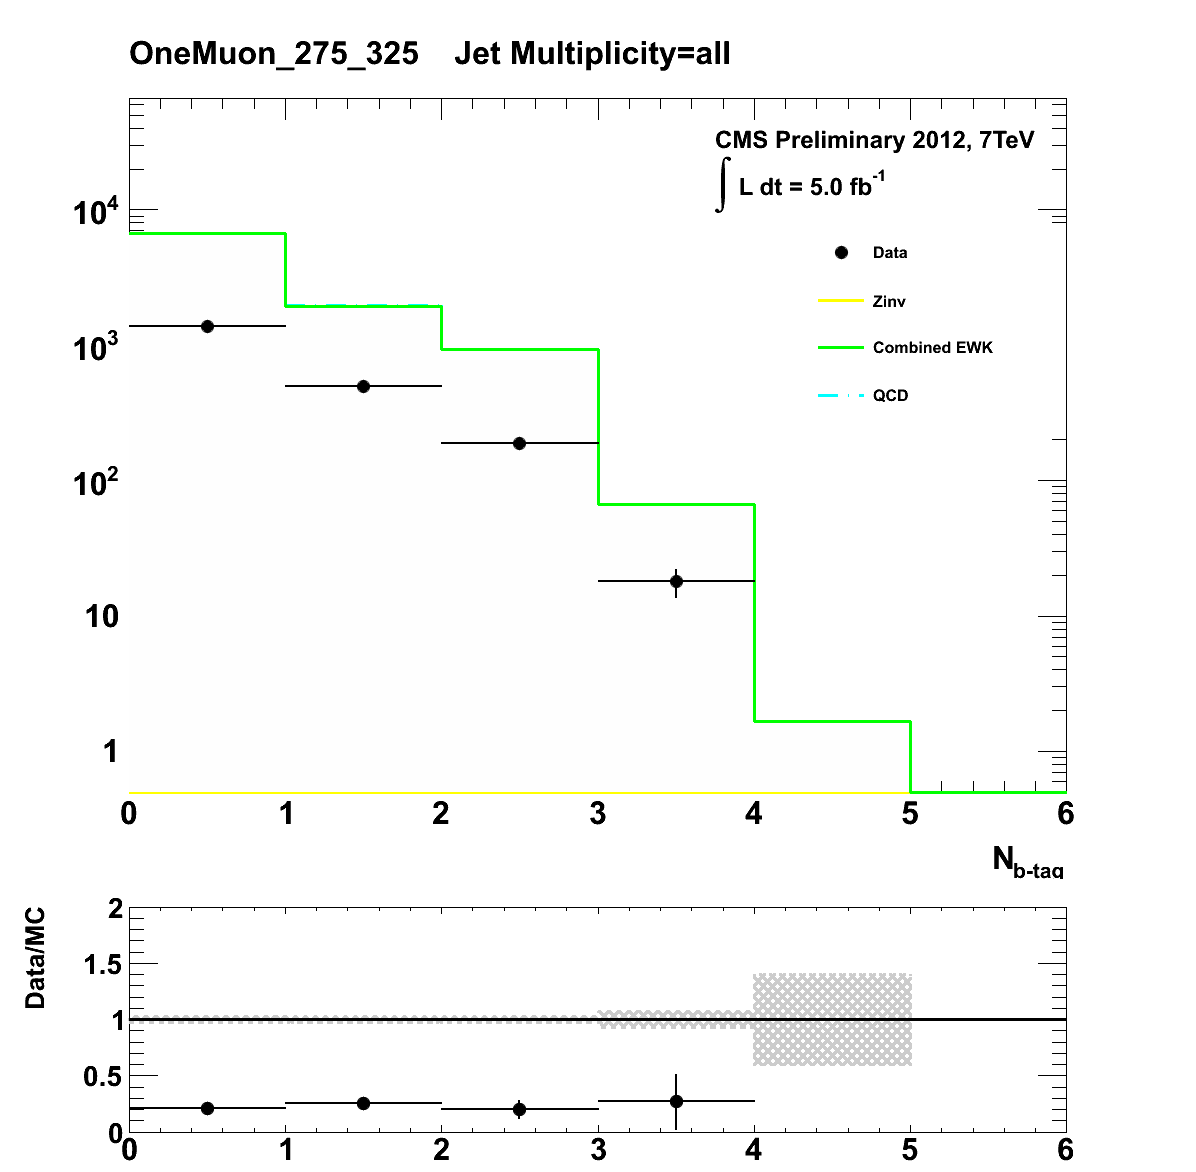 OneMuon_275_325 Jet Multiplicity=all
CMS Preliminary 2012, 7TeV
∫ L dt = 5.0 fb⁻¹
Data
Zinv
Combined EWK
QCD
10⁴
10³
10²
10
1
0 1 2 3 4 5 6
N_b-tag
Data/MC
2
1.5
1
0.5
0
0 1 2 3 4 5 6